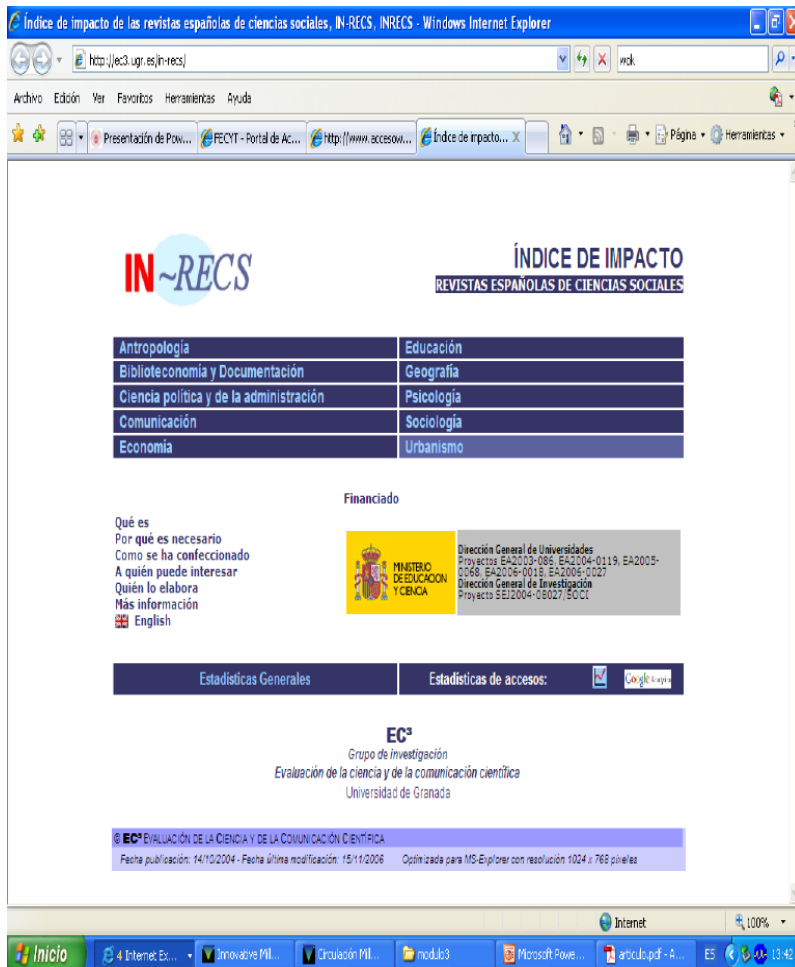 Índice de impacto de las revistas españolas de ciencias sociales, IN-RECS, INRECS - Windows Internet Explorer
http://ec3.ugr.es/in-recs/
wok
Archivo Edición Ver Favoritos Herramientas Ayuda
Presentación de Pow... FECYT - Portal de Ac... http://www.accesow... Índice de impacto... X Página Herramientas
IN~RECS
ÍNDICE DE IMPACTO
REVISTAS ESPAÑOLAS DE CIENCIAS SOCIALES
Antropología Educación
Biblioteconomía y Documentación Geografía
Ciencia política y de la administración Psicología
Comunicación Sociología
Economía Urbanismo
Financiado
Qué es
Por qué es necesario
Como se ha confeccionado
A quién puede interesar
Quién lo elabora
Más información
English
MINISTERIO
DE EDUCACION
Y CIENCIA
Dirección General de Universidades
Proyectos EA2003-086, EA2004-0119, EA2005-
0068, EA2006-0018, EA2006-0027
Dirección General de Investigación
Proyecto SEJ2004-08027/SOCI
Estadísticas Generales Estadísticas de accesos: Google Analytics
EC³
Grupo de investigación
Evaluación de la ciencia y de la comunicación científica
Universidad de Granada
© EC³ EVALUACIÓN DE LA CIENCIA Y DE LA COMUNICACIÓN CIENTÍFICA
Fecha publicación: 14/10/2004 - Fecha última modificación: 15/11/2006 Optimizada para MS-Explorer con resolución 1024 x 768 píxeles
Internet 100%
Inicio 4 Internet Ex... Innovative Mil... Circulación Mil... modulo3 Microsoft Powe... articulo.pdf - A... ES 13:42